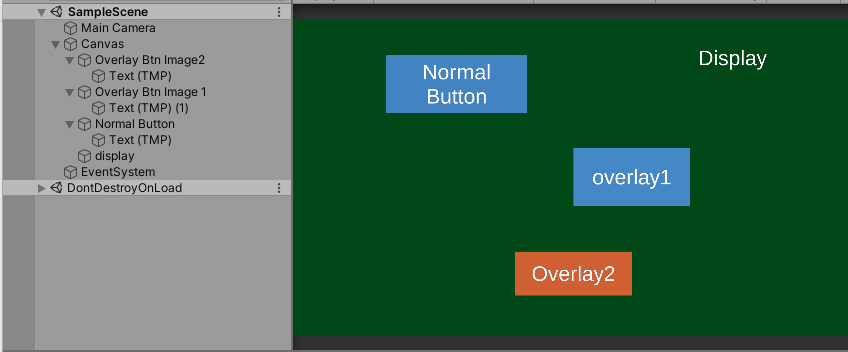 SampleScene
Main Camera
Canvas
Overlay Btn Image2
Text (TMP)
Overlay Btn Image 1
Text (TMP) (1)
Normal Button
Text (TMP)
display
EventSystem
DontDestroyOnLoad
Normal
Button
Display
overlay1
Overlay2